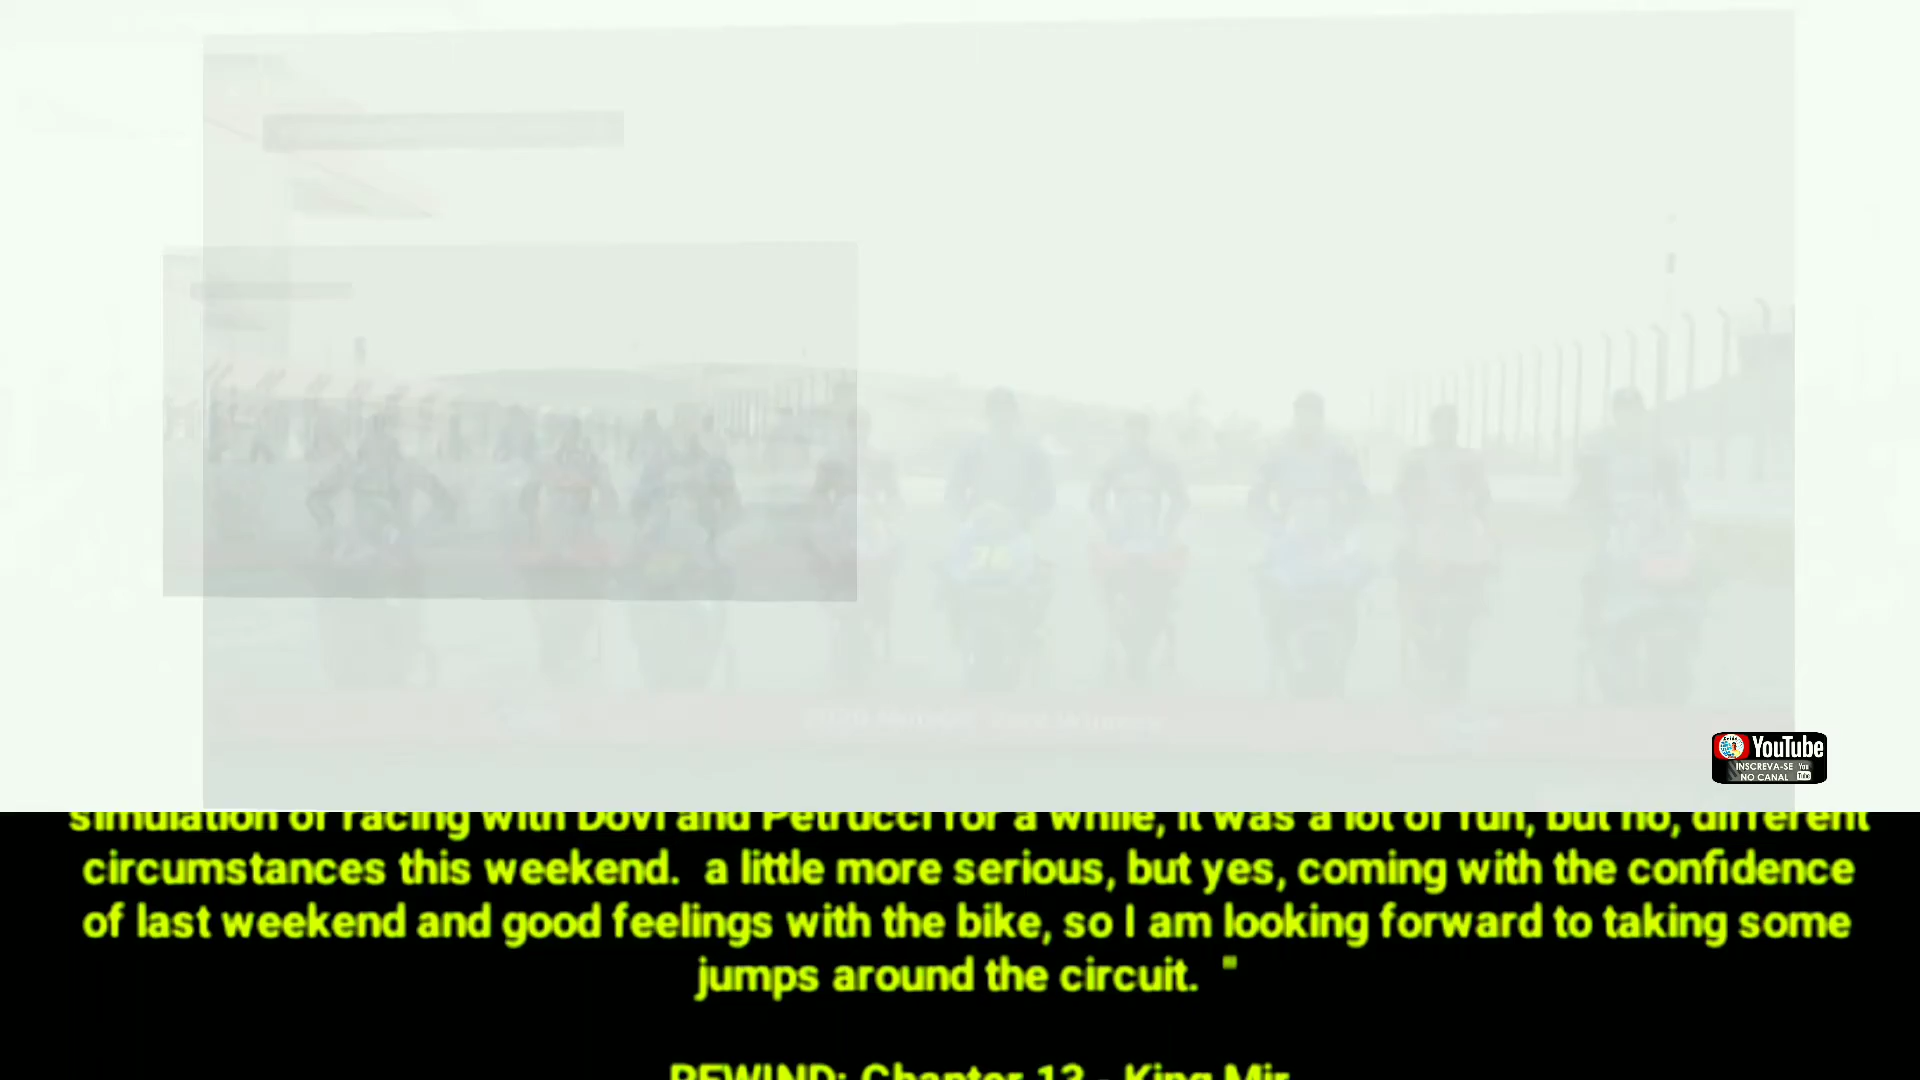 36
YouTube
INSCREVA-SE
NO CANAL
You
Tube
simulation of racing with Dovi and Petrucci for a while, it was a lot of fun, but no, different
circumstances this weekend.  a little more serious, but yes, coming with the confidence
of last weekend and good feelings with the bike, so I am looking forward to taking some
jumps around the circuit.  "
REWIND: Chapter 13 - King Mir